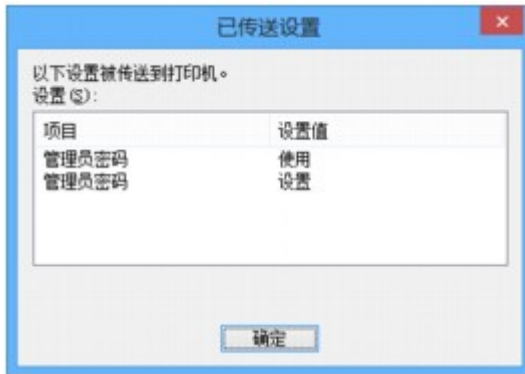 已传送设置
以下设置被传送到打印机。
设置(S):
项目 设置值
管理员密码 使用
管理员密码 设置
确定